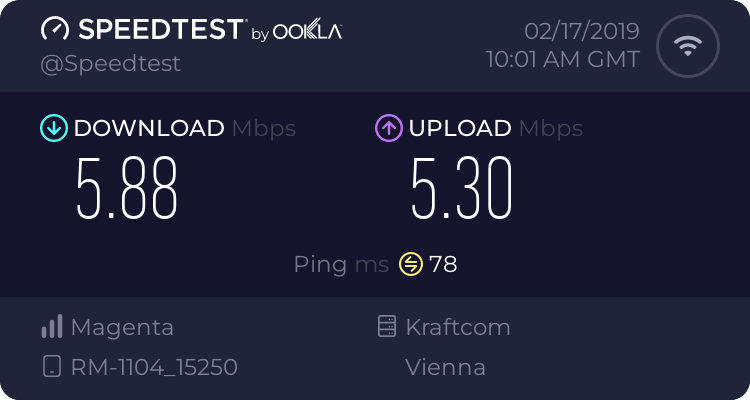 SPEEDTEST by OOKLA
@Speedtest
02/17/2019
10:01 AM GMT
DOWNLOAD Mbps
5.88
UPLOAD Mbps
5.30
Ping ms 78
Magenta
RM-1104_15250
Kraftcom
Vienna